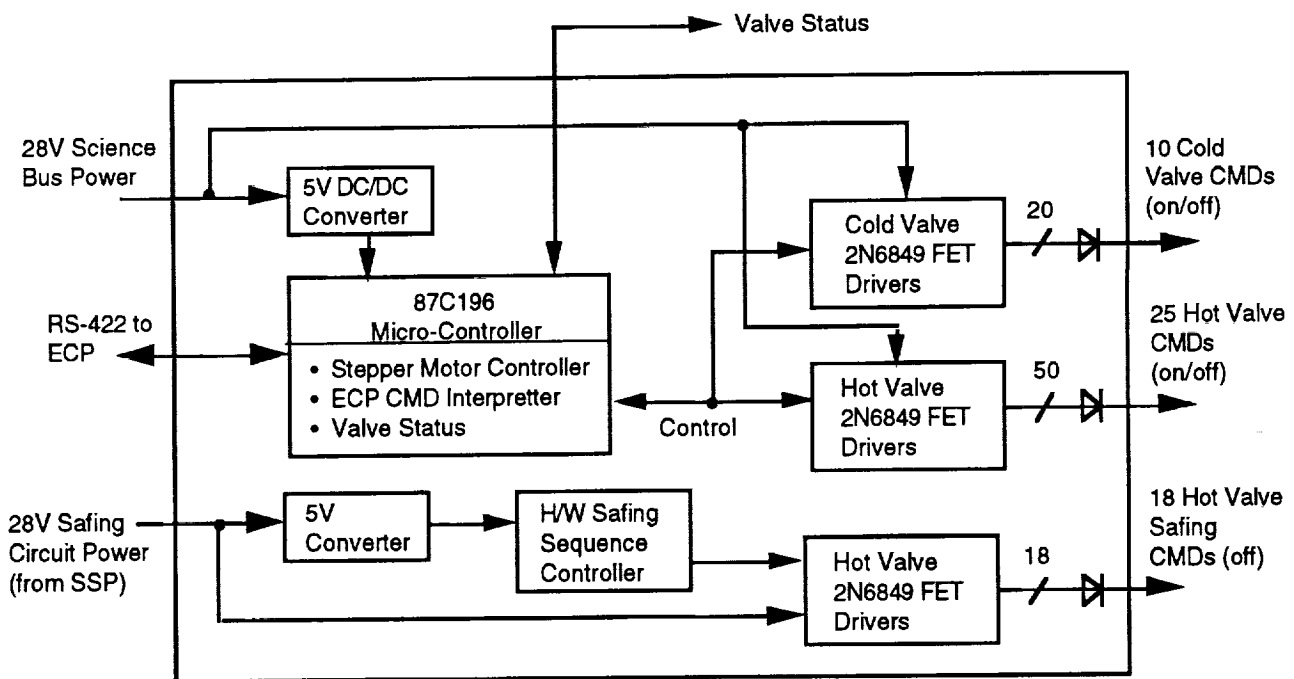 Valve Status
28V Science
Bus Power
5V DC/DC
Converter
87C196
Micro-Controller
• Stepper Motor Controller
• ECP CMD Interpretter
• Valve Status
RS-422 to
ECP
Control
Cold Valve
2N6849 FET
Drivers
20
10 Cold
Valve CMDs
(on/off)
Hot Valve
2N6849 FET
Drivers
50
25 Hot Valve
CMDs
(on/off)
28V Safing
Circuit Power
(from SSP)
5V
Converter
H/W Safing
Sequence
Controller
Hot Valve
2N6849 FET
Drivers
18
18 Hot Valve
Safing
CMDs (off)